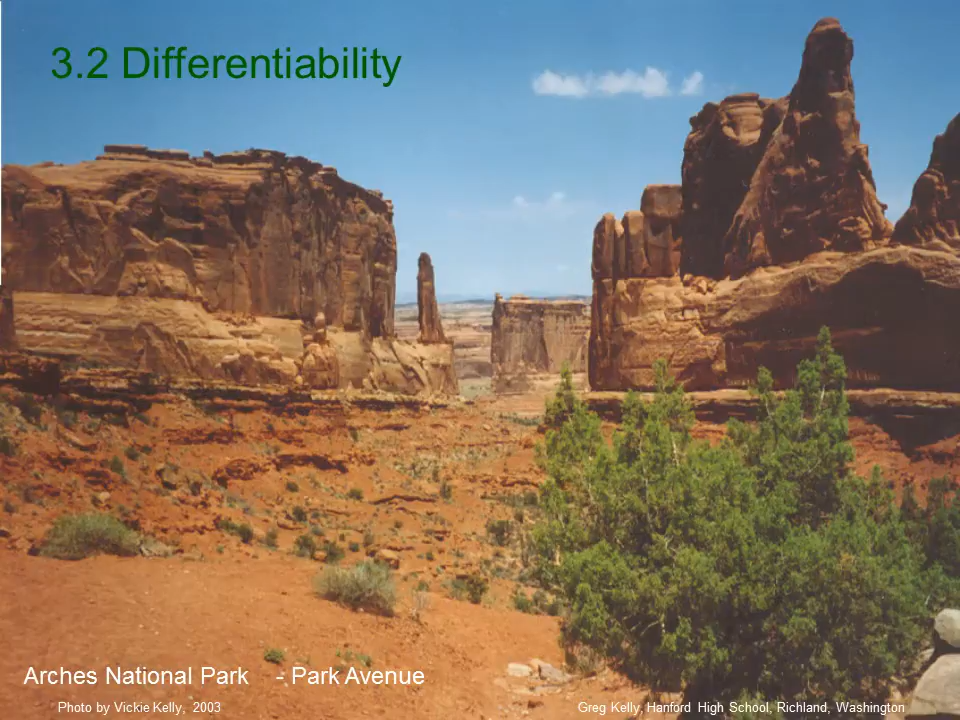 3.2 Differentiability
Arches National Park - Park Avenue
Photo by Vickie Kelly, 2003
Greg Kelly, Hanford High School, Richland, Washington